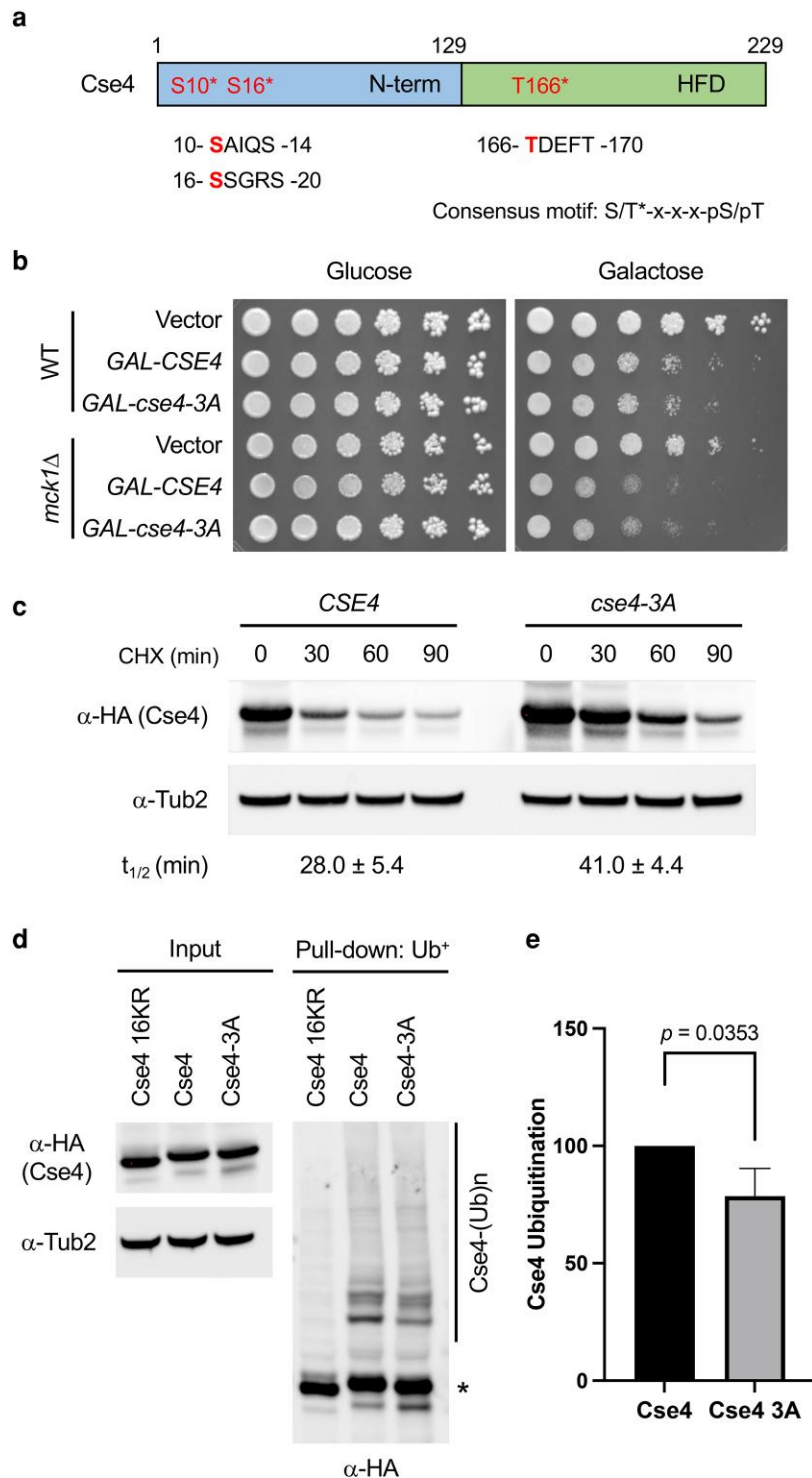 a
1 129 229
Cse4 S10* S16* N-term T166* HFD
10- SAIQS -14 166- TDEFT -170
16- SSGRS -20
Consensus motif: S/T*-x-x-x-pS/pT
b
Glucose Galactose
WT
Vector
GAL-CSE4
GAL-cse4-3A
mck1Δ
Vector
GAL-CSE4
GAL-cse4-3A
c
CSE4 cse4-3A
CHX (min) 0 30 60 90 0 30 60 90
α-HA (Cse4)
α-Tub2
t1/2 (min) 28.0 ± 5.4 41.0 ± 4.4
d
Input Pull-down: Ub+
Cse4 16KR
Cse4
Cse4-3A
Cse4 16KR
Cse4
Cse4-3A
α-HA
(Cse4)
α-Tub2
Cse4-(Ub)n
*
α-HA
e
p = 0.0353
Cse4 Ubiquitination
150
100
50
0
Cse4 Cse4 3A